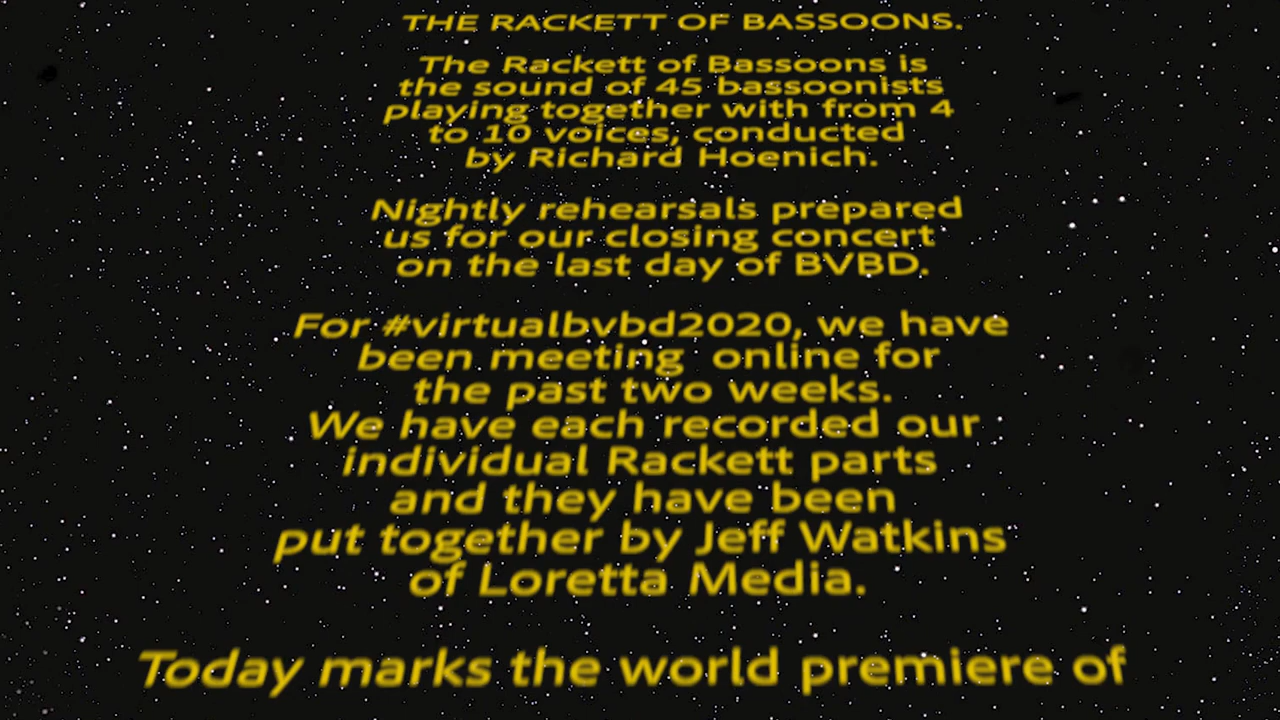 THE RACKETT OF BASSOONS.
The Rackett of Bassoons is
the sound of 45 bassoonists
playing together with from 4
to 10 voices, conducted
by Richard Hoenich.
Nightly rehearsals prepared
us for our closing concert
on the last day of BVBD.
For #virtualbvbd2020, we have
been meeting online for
the past two weeks.
We have each recorded our
individual Rackett parts
and they have been
put together by Jeff Watkins
of Loretta Media.
Today marks the world premiere of